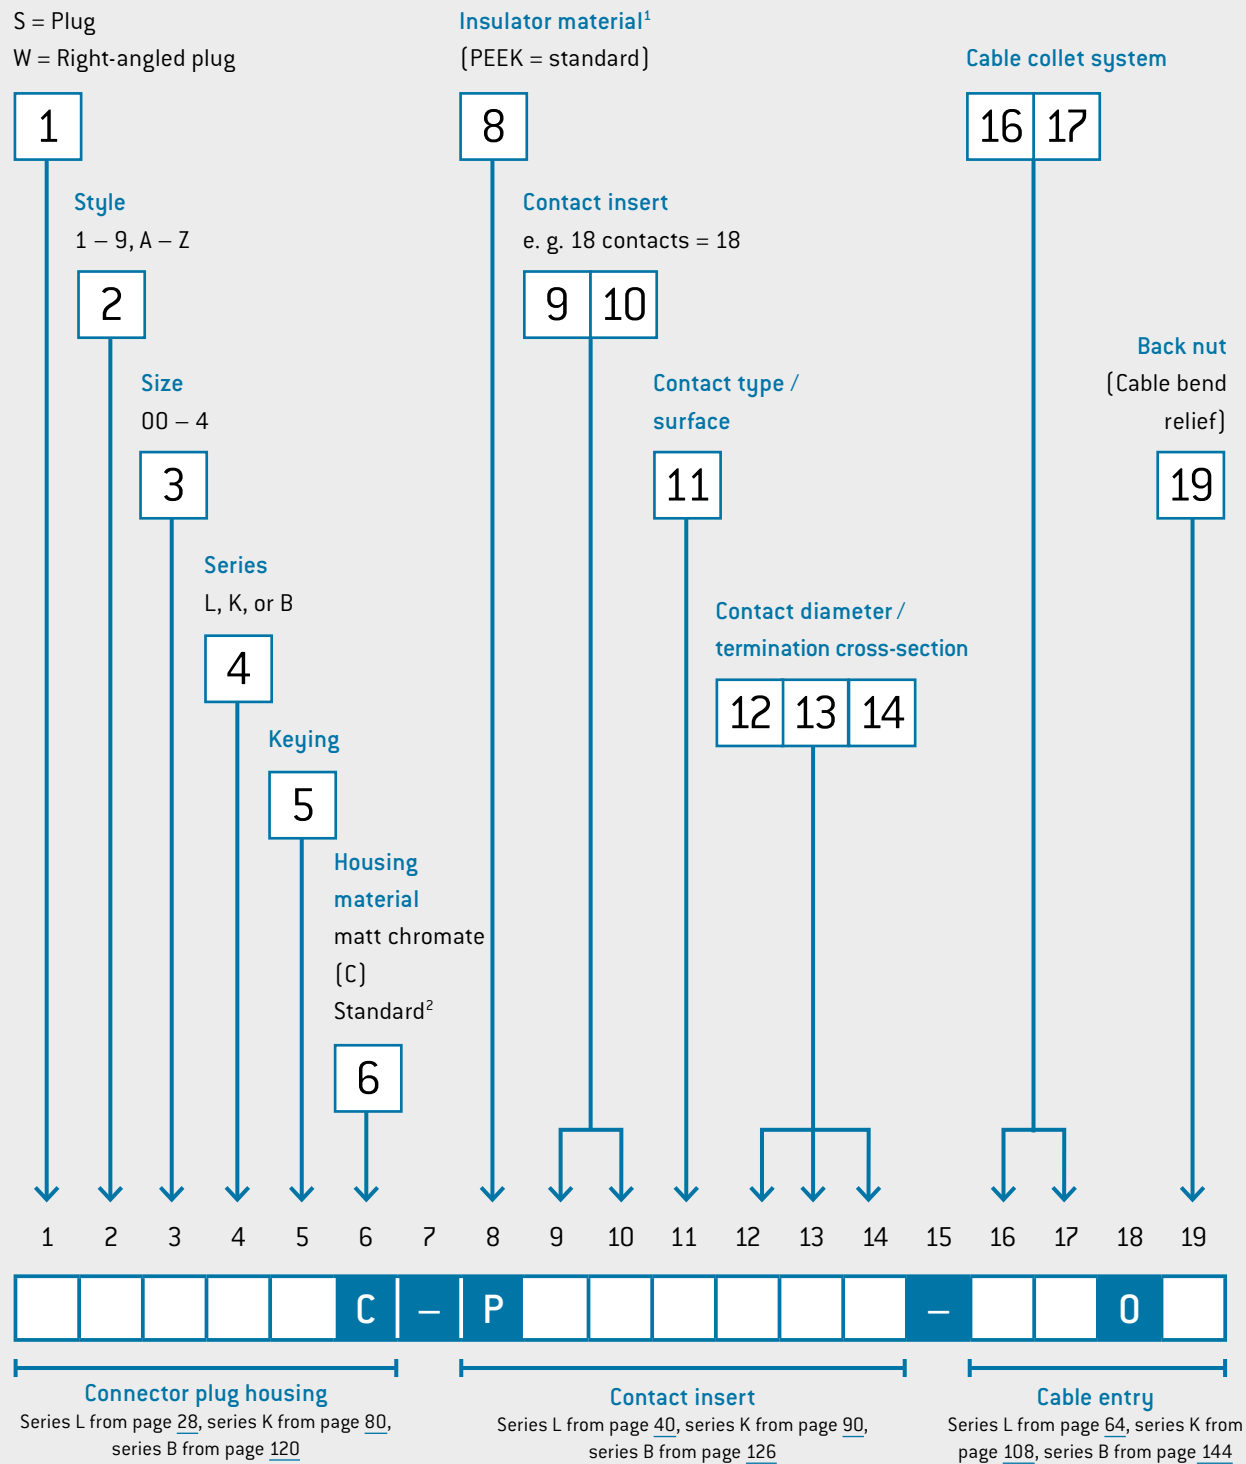 S = Plug
W = Right-angled plug
1
Style
1 – 9, A – Z
2
Size
00 – 4
3
Series
L, K, or B
4
Keying
5
Housing
material
matt chromate
(C)
Standard²
6
Insulator material¹
(PEEK = standard)
8
Contact insert
e. g. 18 contacts = 18
9 10
Contact type /
surface
11
Contact diameter /
termination cross-section
12 13 14
Cable collet system
16 17
Back nut
(Cable bend
relief)
19
1 2 3 4 5 6 7 8 9 10 11 12 13 14 15 16 17 18 19
C – P – 0
Connector plug housing
Series L from page 28, series K from page 80,
series B from page 120
Contact insert
Series L from page 40, series K from page 90,
series B from page 126
Cable entry
Series L from page 64, series K from
page 108, series B from page 144